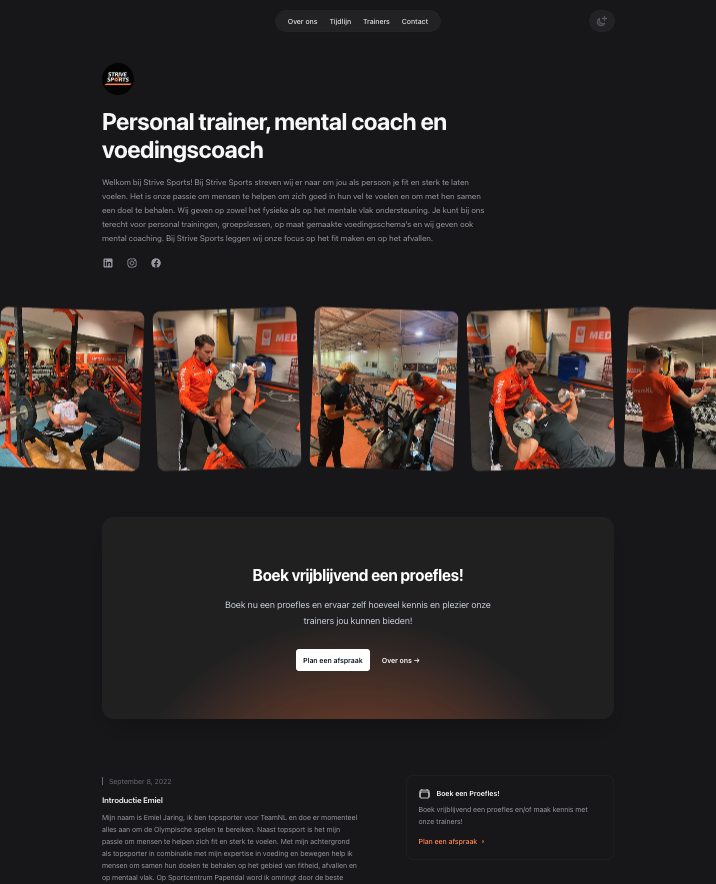 Over ons Tijdlijn Trainers Contact
STRIVE
SPORTS
Personal trainer, mental coach en
voedingscoach
Welkom bij Strive Sports! Bij Strive Sports streven wij er naar om jou als persoon je fit en sterk te laten
voelen. Het is onze passie om mensen te helpen om zich goed in hun vel te voelen en om met hen samen
een doel te behalen. Wij geven op zowel het fysieke als op het mentale vlak ondersteuning. Je kunt bij ons
terecht voor personal trainingen, groepslessen, op maat gemaakte voedingsschema's en wij geven ook
mental coaching. Bij Strive Sports leggen wij onze focus op het fit maken en op het afvallen.
MED
MED
Boek vrijblijvend een proefles!
Boek nu een proefles en ervaar zelf hoeveel kennis en plezier onze
trainers jou kunnen bieden!
Plan een afspraak Over ons →
September 8, 2022
Introductie Emiel
Mijn naam is Emiel Jaring, ik ben topsporter voor TeamNL en doe er momenteel
alles aan om de Olympische spelen te bereiken. Naast topsport is het mijn
passie om mensen te helpen zich fit en sterk te voelen. Met mijn achtergrond
als topsporter in combinatie met mijn expertise in voeding en bewegen help ik
mensen om samen hun doelen te behalen op het gebied van fitheid, afvallen en
op mentaal vlak. Op Sportcentrum Papendal word ik omringt door de beste
Boek een Proefles!
Boek vrijblijvend een proefles en/of maak kennis met
onze trainers!
Plan een afspraak ›